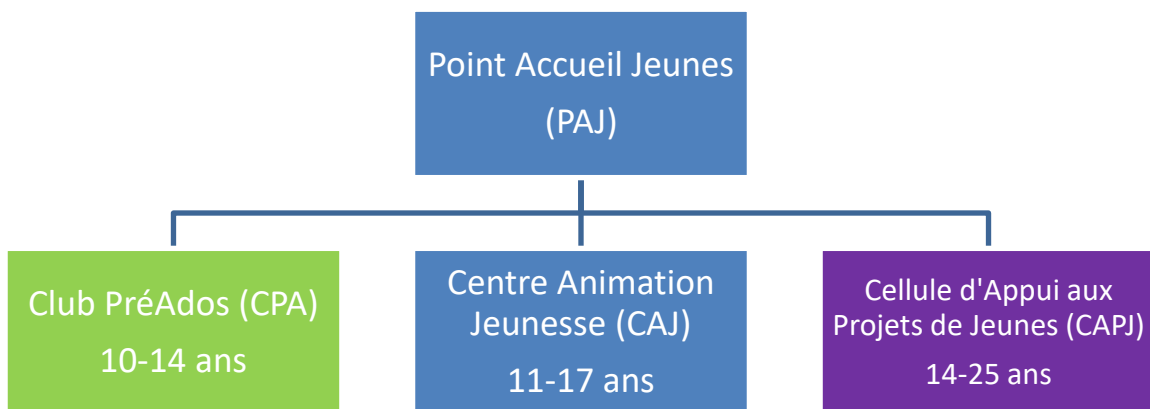 Point Accueil Jeunes
(PAJ)
Club PréAdos (CPA)
10-14 ans
Centre Animation
Jeunesse (CAJ)
11-17 ans
Cellule d'Appui aux
Projets de Jeunes (CAPJ)
14-25 ans